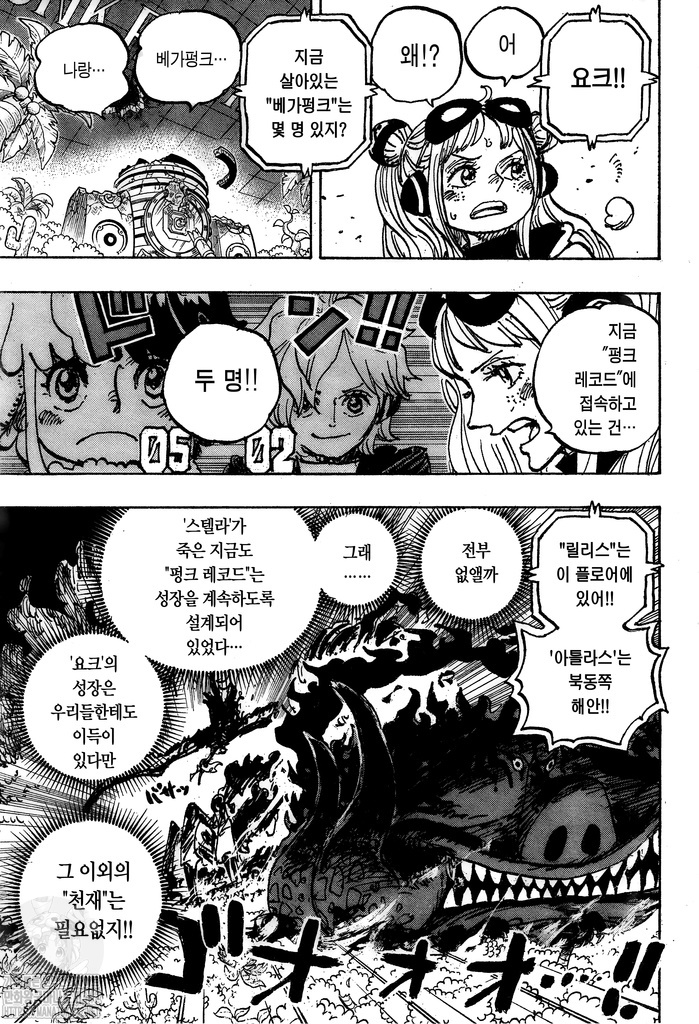 요크!!
어
왜!?
지금
살아있는
"베가펑크"는
몇 명 있지?
베가펑크…
나랑…
지금
"펑크
레코드"에
접속하고
있는 건…
ドン!!
두 명!!
02
05
"릴리스"는
이 플로어에
있어!!
'아틀라스'는
북동쪽
해안!!
전부
없앨까
그래
……
'스텔라'가
죽은 지금도
"펑크 레코드"는
성장을 계속하도록
설계되어
있었다…
'요크'의
성장은
우리들한테도
이득이
있다만
그 이외의
"천재"는
필요없지!!
ゴオオオ…!!